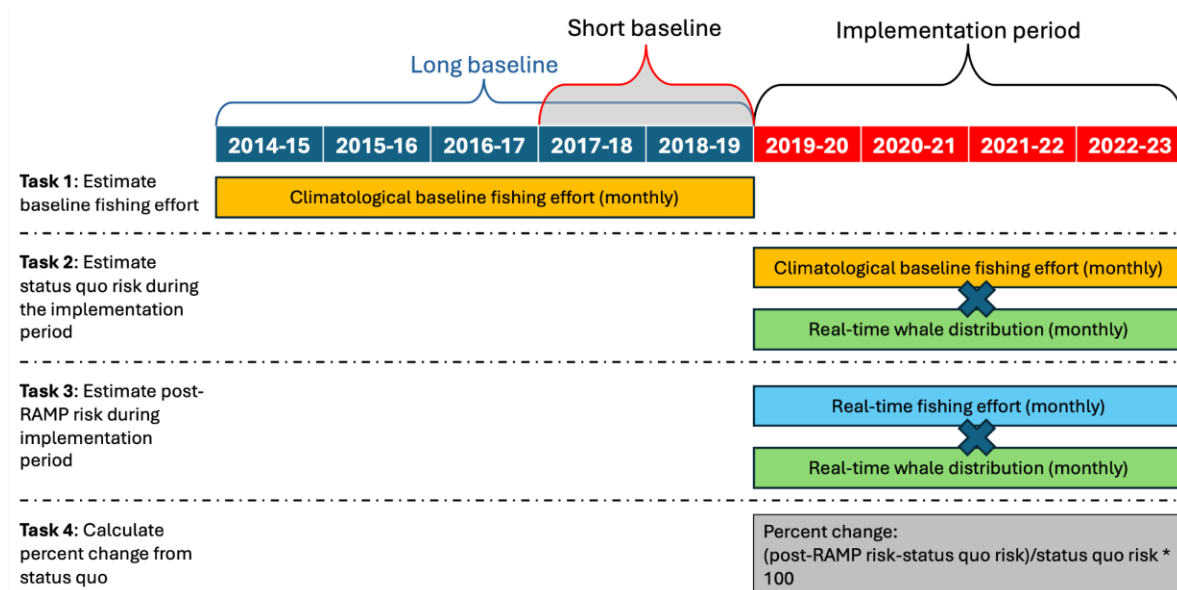 Short baseline
Implementation period
Long baseline
2014-15 2015-16 2016-17 2017-18 2018-19 2019-20 2020-21 2021-22 2022-23
Task 1: Estimate
baseline fishing effort
Climatological baseline fishing effort (monthly)
Task 2: Estimate
status quo risk during
the implementation
period
Climatological baseline fishing effort (monthly)
Real-time whale distribution (monthly)
Task 3: Estimate post-
RAMP risk during
implementation
period
Real-time fishing effort (monthly)
Real-time whale distribution (monthly)
Task 4: Calculate
percent change from
status quo
Percent change:
(post-RAMP risk-status quo risk)/status quo risk *
100